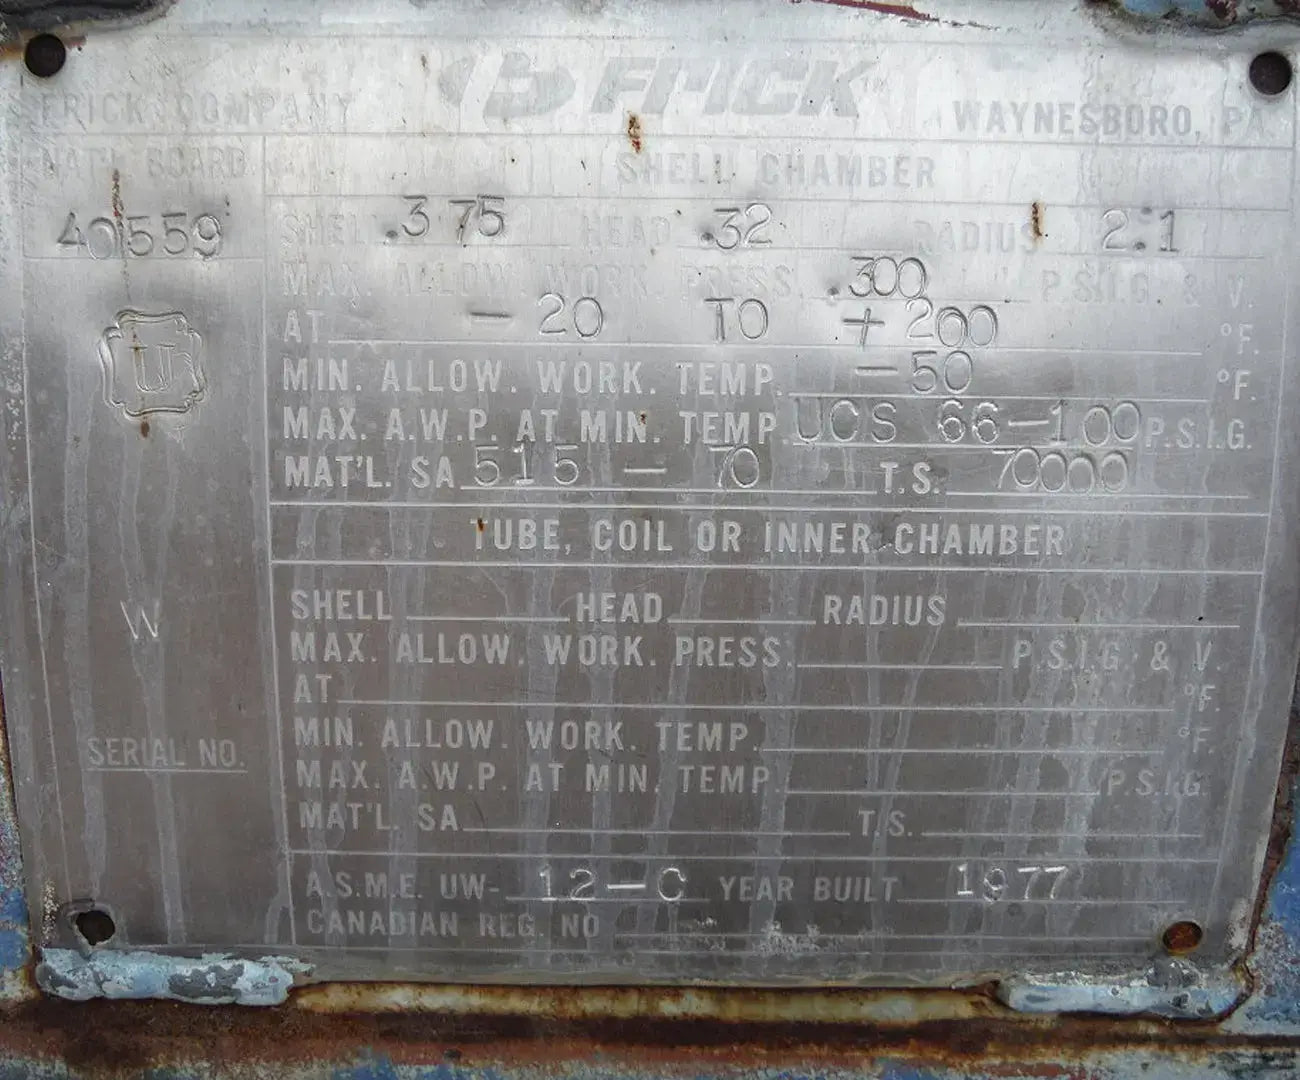 FRICK
FRICK COMPANY WAYNESBORO, PA
NAT'L BOARD SHELL CHAMBER
40559
SHELL .375 HEAD .32 RADIUS 2:1
MAX. ALLOW. WORK. PRESS. .300 P.S.I.G. & V.
AT -20 TO +200 °F.
U
MIN. ALLOW. WORK. TEMP. -50 °F.
MAX. A.W.P. AT MIN. TEMP. UCS 66-100 P.S.I.G.
MAT'L. SA 515-70 T.S. 70000
TUBE, COIL OR INNER CHAMBER
W
SHELL HEAD RADIUS
MAX. ALLOW. WORK. PRESS. P.S.I.G. & V.
AT °F.
MIN. ALLOW. WORK. TEMP. °F.
SERIAL NO.
MAX. A.W.P. AT MIN. TEMP. P.S.I.G.
MAT'L. SA T.S.
A.S.M.E. UW- 12-C YEAR BUILT 1977
CANADIAN REG. NO